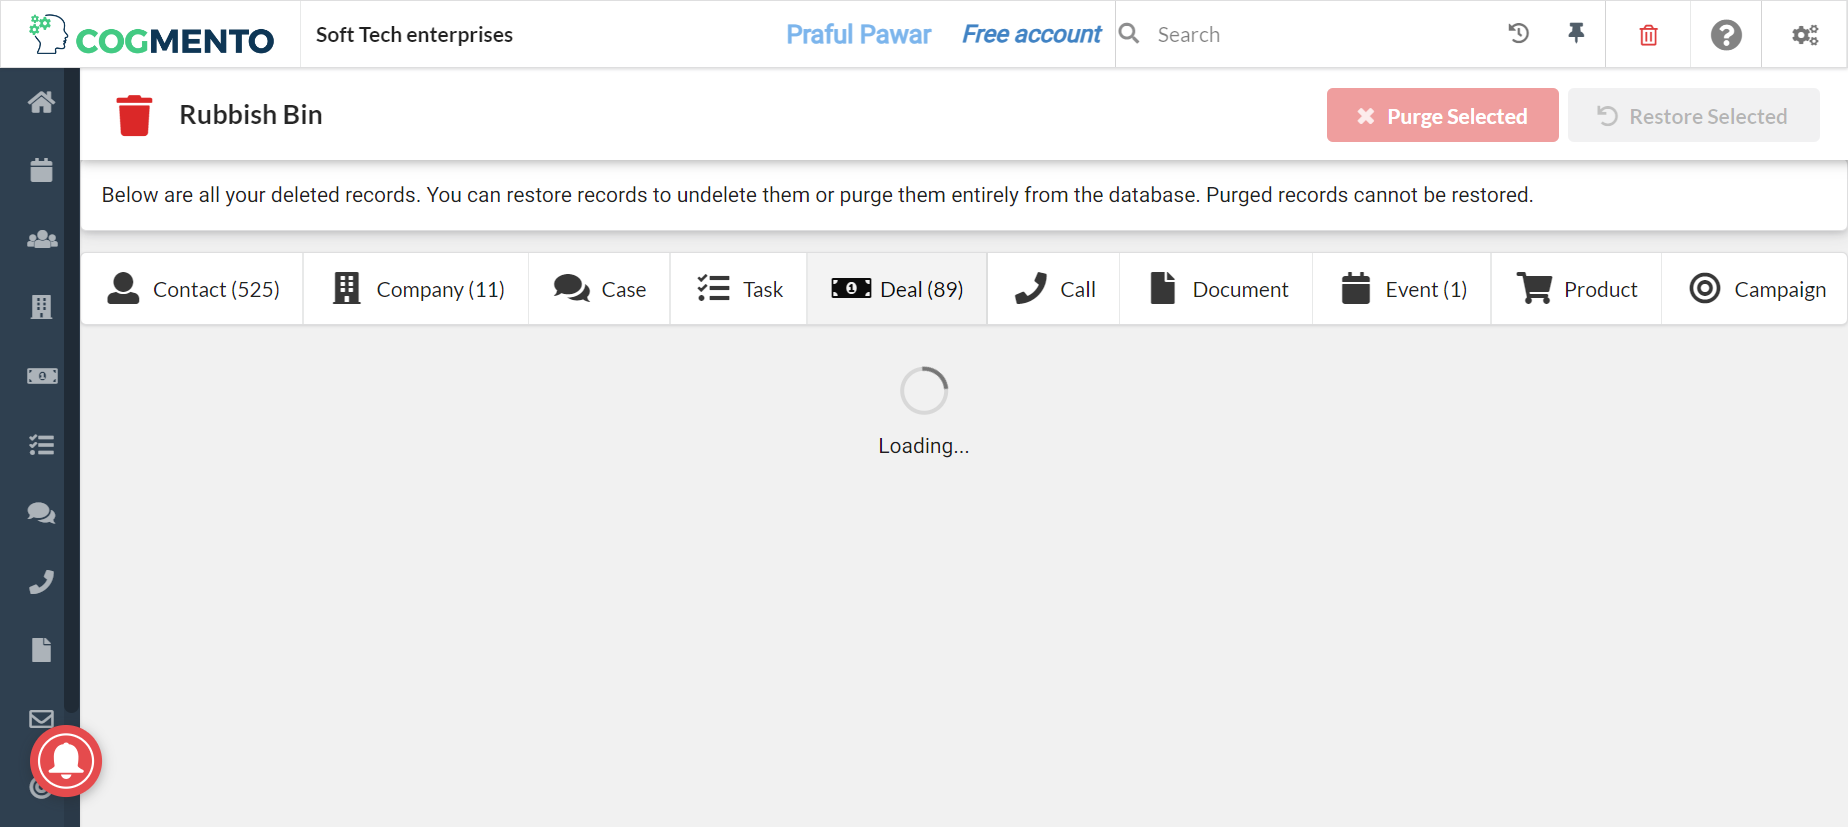 COGMENTO
Soft Tech enterprises
Praful Pawar
Free account
Search
Rubbish Bin
Purge Selected
Restore Selected
Below are all your deleted records. You can restore records to undelete them or purge them entirely from the database. Purged records cannot be restored.
Contact (525)
Company (11)
Case
Task
Deal (89)
Call
Document
Event (1)
Product
Campaign
Loading...